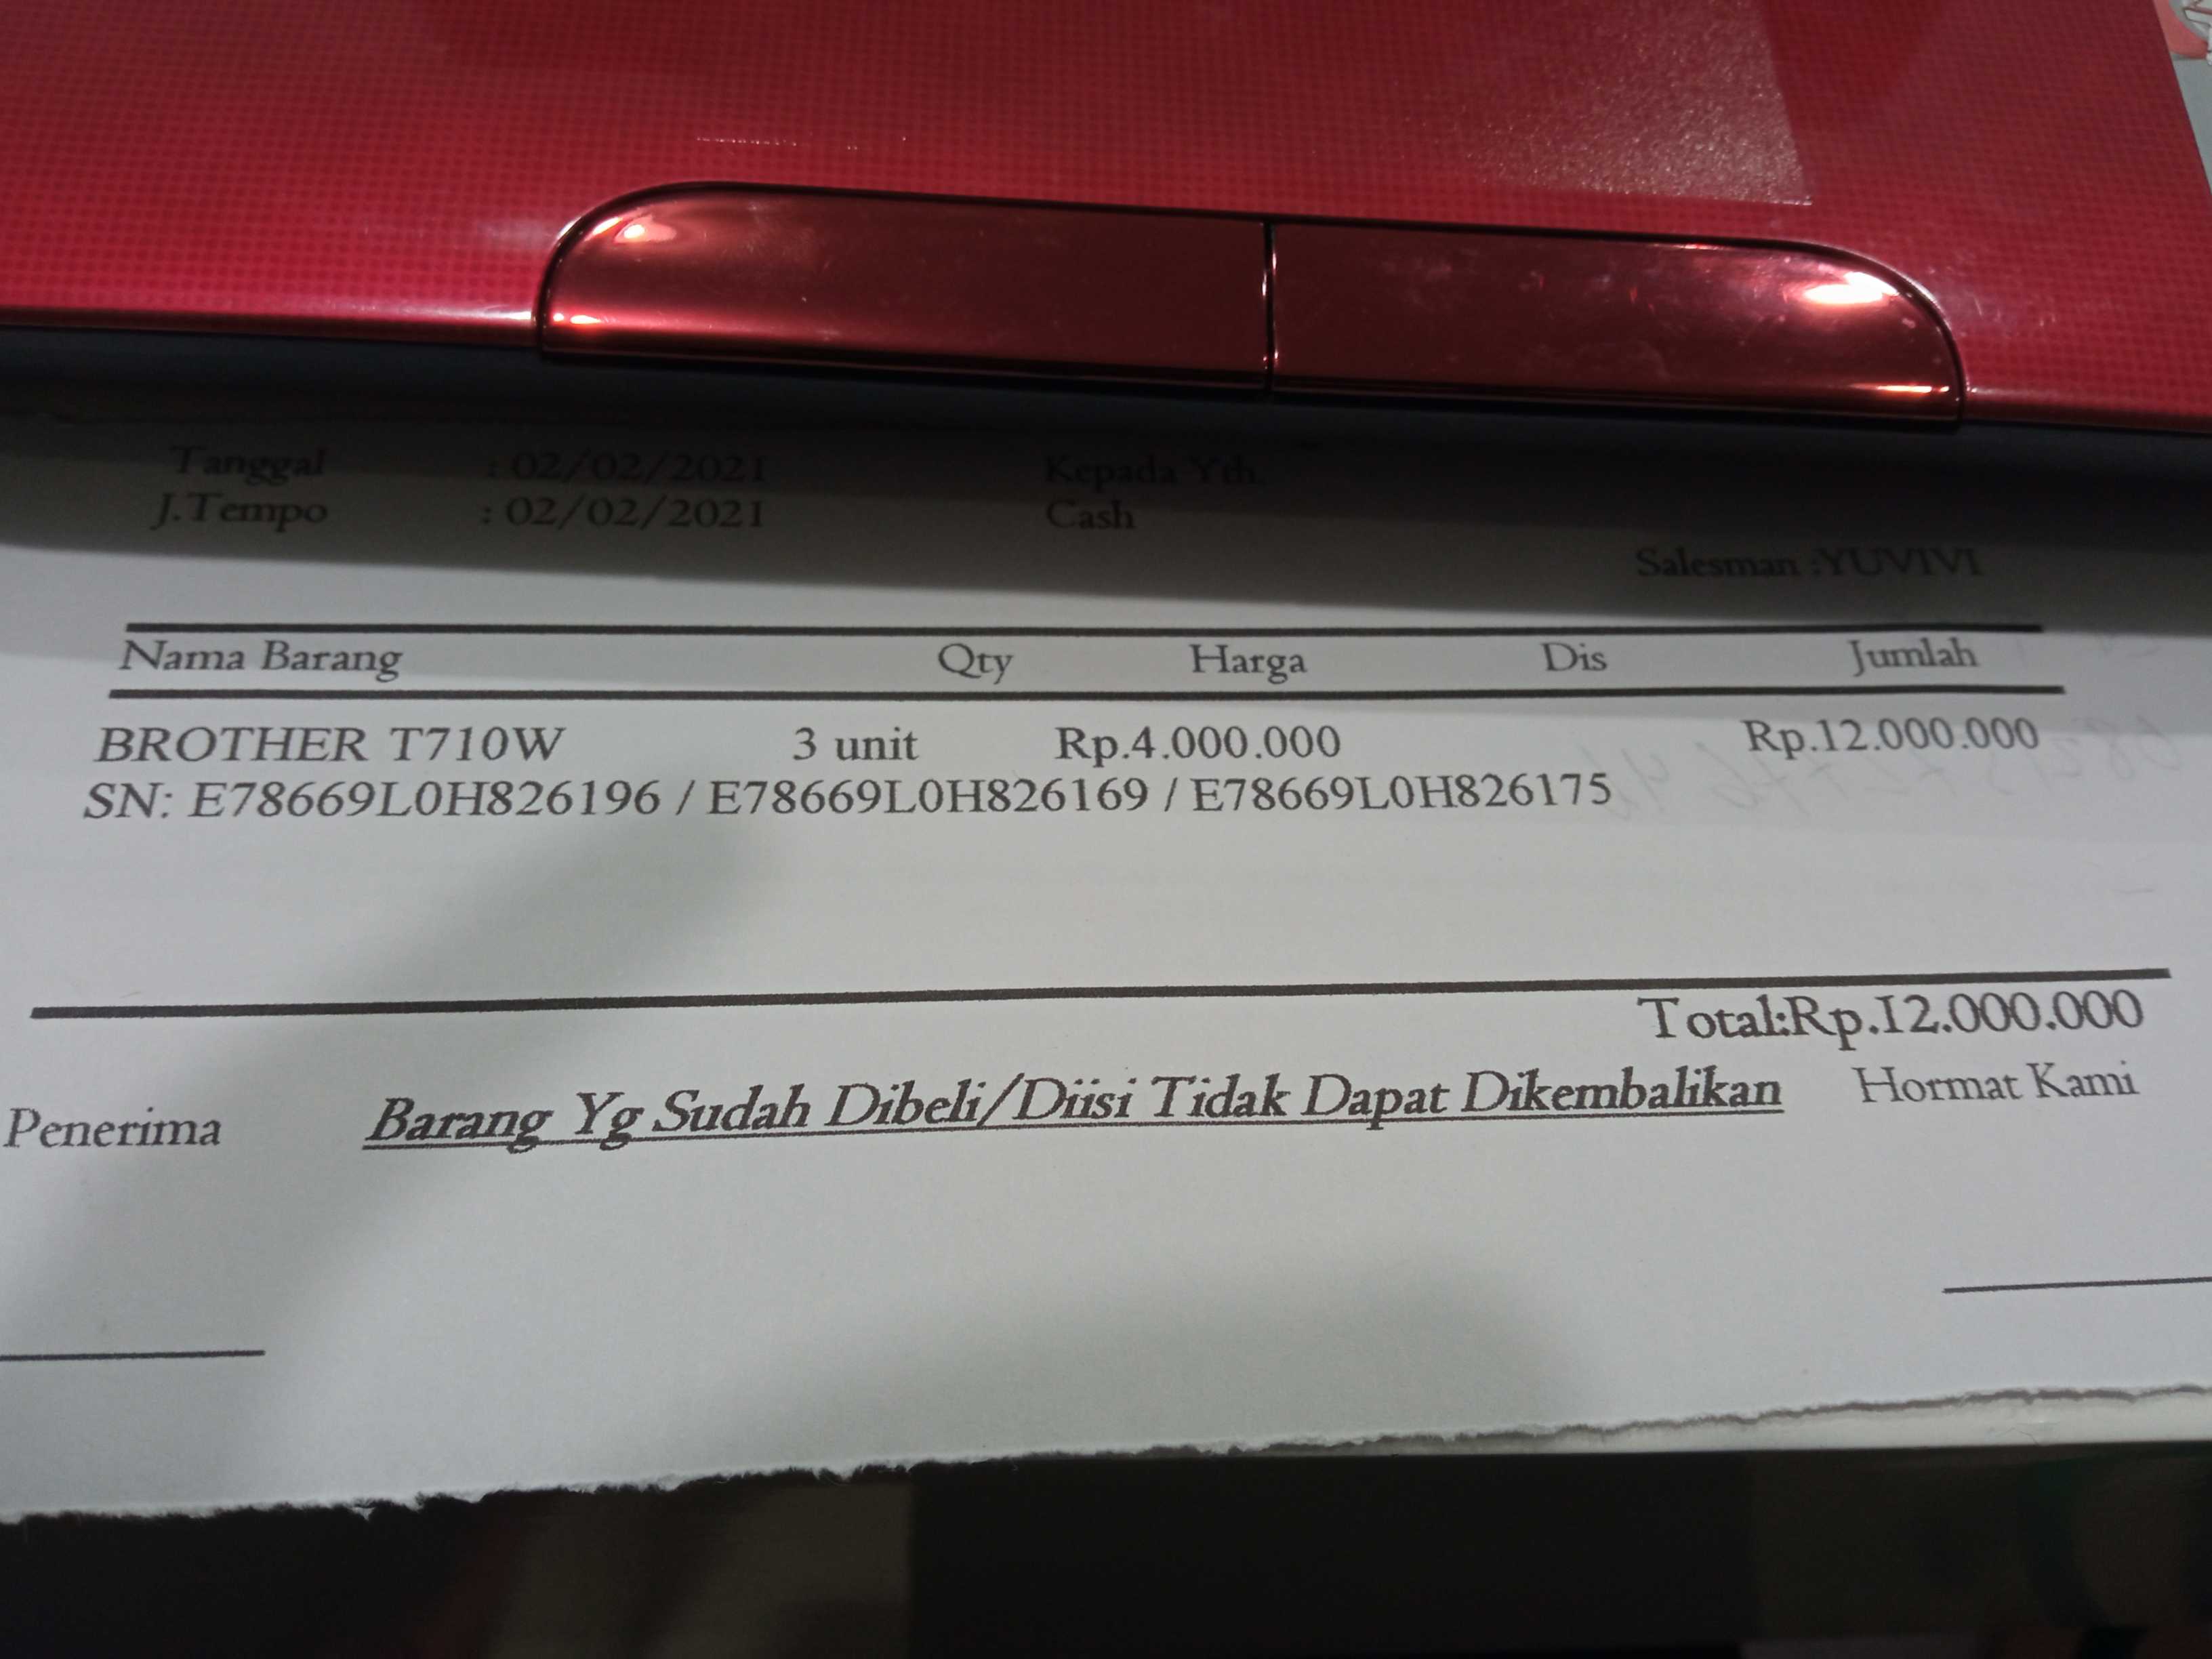 Tanggal : 02/02/2021 Kepada Yth.
J.Tempo : 02/02/2021 Cash
Salesman :YUVIVI
Nama Barang Qty Harga Dis Jumlah
BROTHER T710W 3 unit Rp.4.000.000 Rp.12.000.000
SN: E78669L0H826196 / E78669L0H826169 / E78669L0H826175
Total:Rp.12.000.000
Penerima Barang Yg Sudah Dibeli/Diisi Tidak Dapat Dikembalikan Hormat Kami